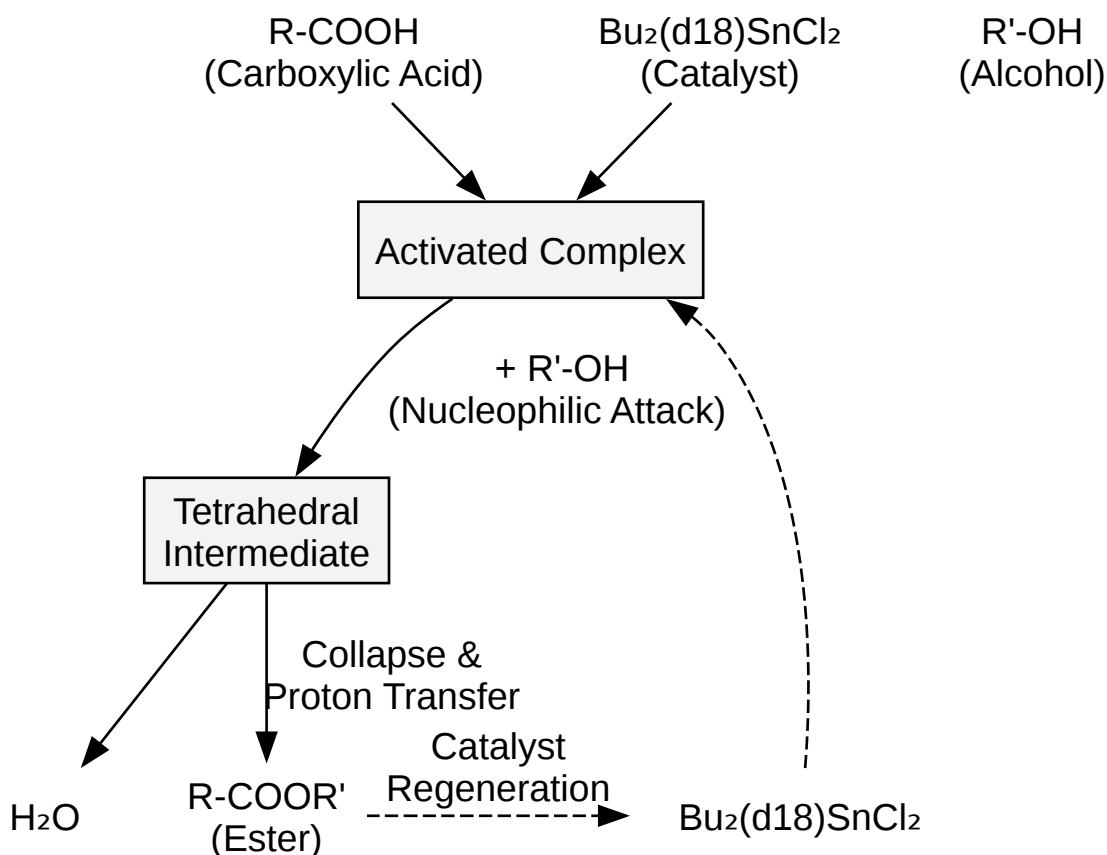 R-COOH
(Carboxylic Acid)
Bu₂(d18)SnCl₂
(Catalyst)
R'-OH
(Alcohol)
Activated Complex
+ R'-OH
(Nucleophilic Attack)
Tetrahedral
Intermediate
Collapse &
Proton Transfer
Catalyst
Regeneration
H₂O
R-COOR'
(Ester)
Bu₂(d18)SnCl₂